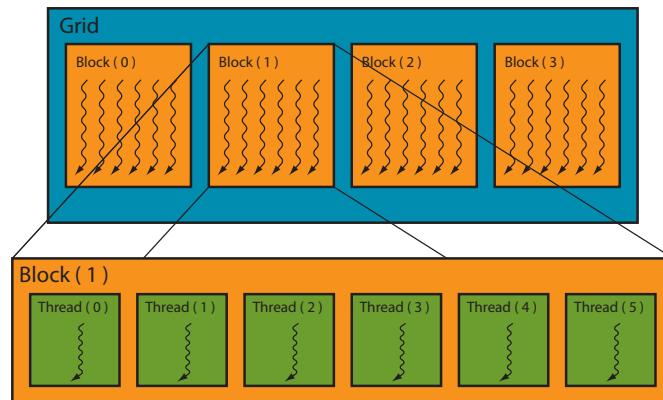 Grid
Block ( 0 )
Block ( 1 )
Block ( 2 )
Block ( 3 )
Block ( 1 )
Thread ( 0 )
Thread ( 1 )
Thread ( 2 )
Thread ( 3 )
Thread ( 4 )
Thread ( 5 )